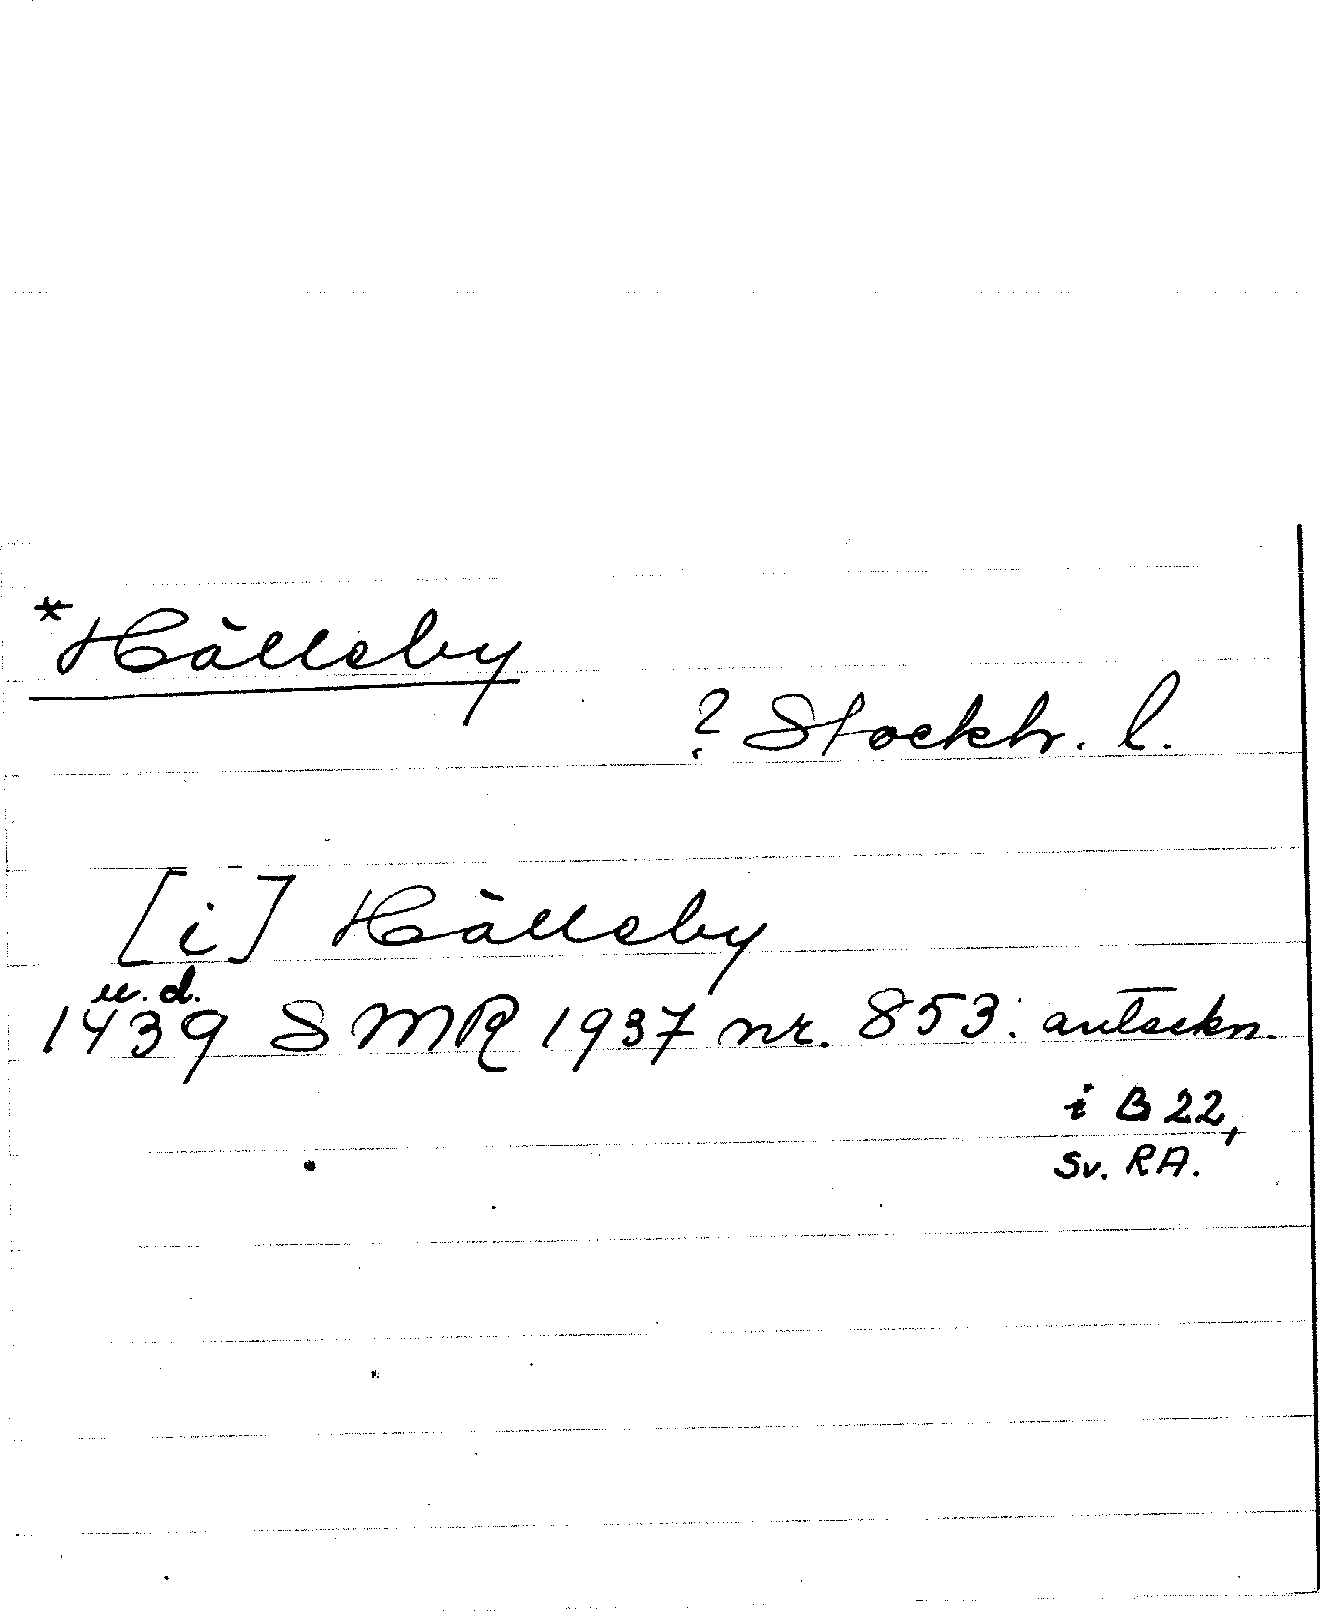 *Hälleby
? Stockh. l.
[i] Hälleby
u. d.
1439 SMR 1937 nr. 853: anteckn.
i B 22,
Sv. RA.